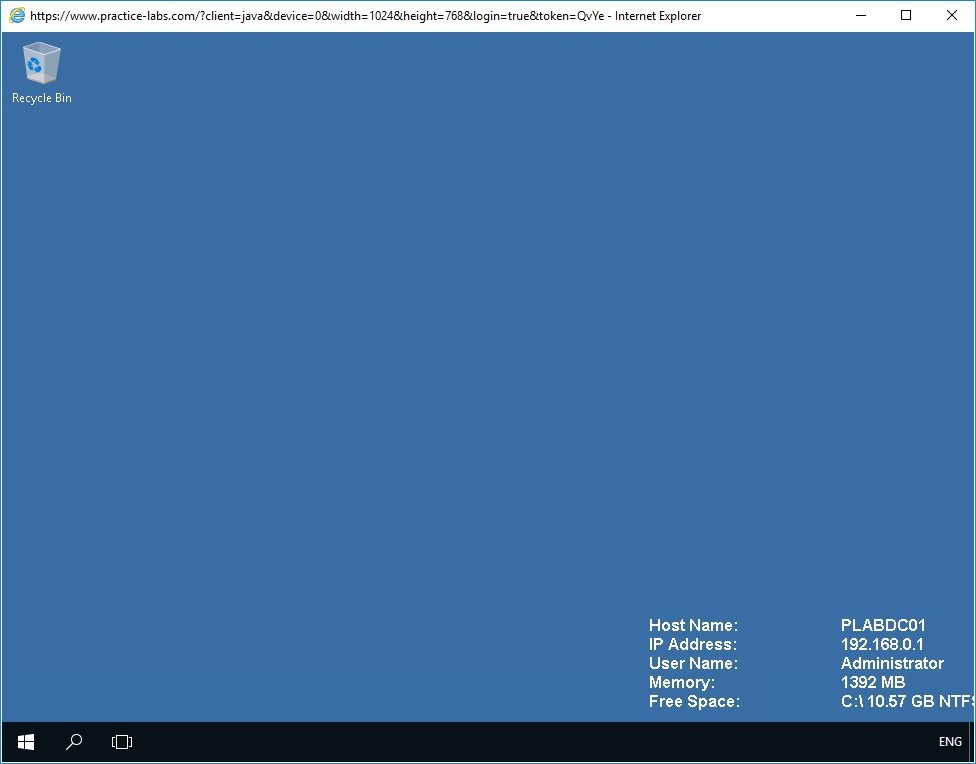 https://www.practice-labs.com/?client=java&device=0&width=1024&height=768&login=true&token=QvYe - Internet Explorer
Recycle Bin
Host Name: PLABDC01
IP Address: 192.168.0.1
User Name: Administrator
Memory: 1392 MB
Free Space: C:\ 10.57 GB NTFS
ENG